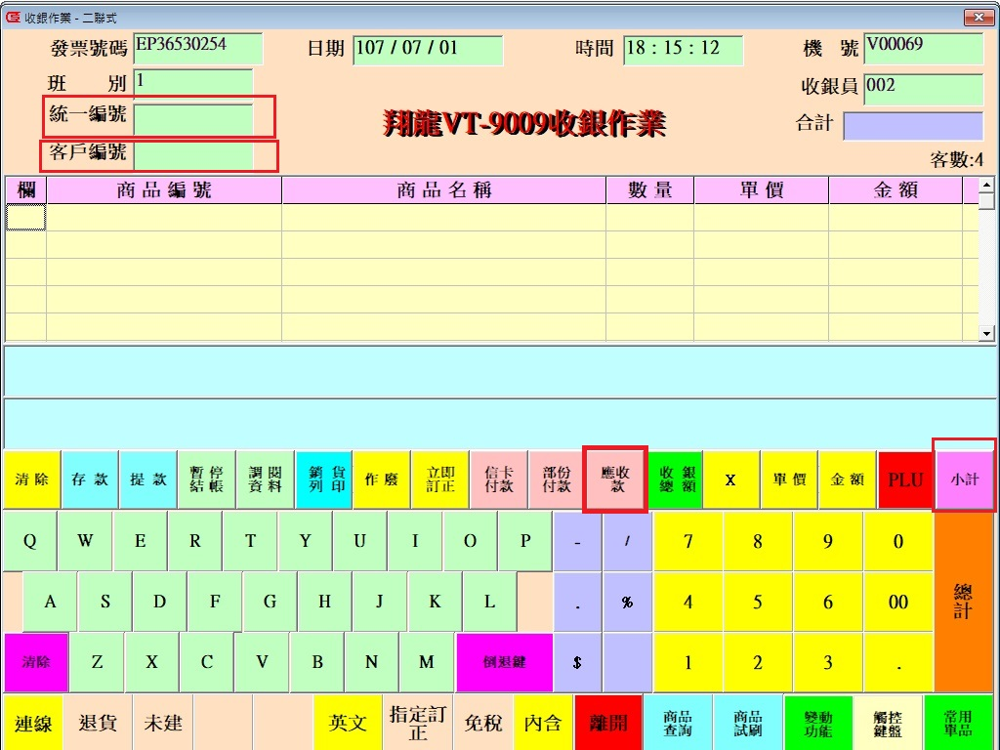 收銀作業 - 二聯式
發票號碼 EP36530254 日期 107 / 07 / 01 時間 18 : 15 : 12 機 號 V00069
班 別 1 收銀員 002
統一編號 翔龍VT-9009收銀作業 合計
客戶編號
客數:4
欄 商品編號 商品名稱 數量 單價 金額
清除 存款 提款 暫停結帳 調閱資料 銷貨列印 作廢 立即訂正 信卡付款 部份付款 應收款 收銀總額 X 單價 金額 PLU 小計
Q W E R T Y U I O P - / 7 8 9 0
A S D F G H J K L . % 4 5 6 00 總計
清除 Z X C V B N M 倒退鍵 $ 1 2 3 .
連線 退貨 未建 英文 指定訂正 免稅 內含 離開 商品查詢 商品試刷 變動功能 觸控鍵盤 常用單品